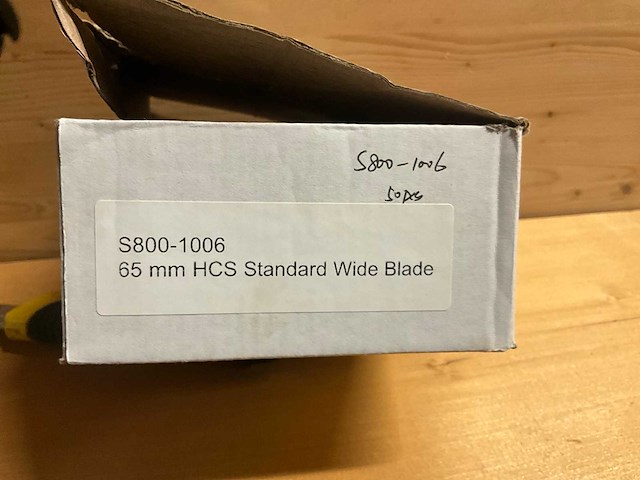 S800-1006
50pcs
S800-1006
65 mm HCS Standard Wide Blade